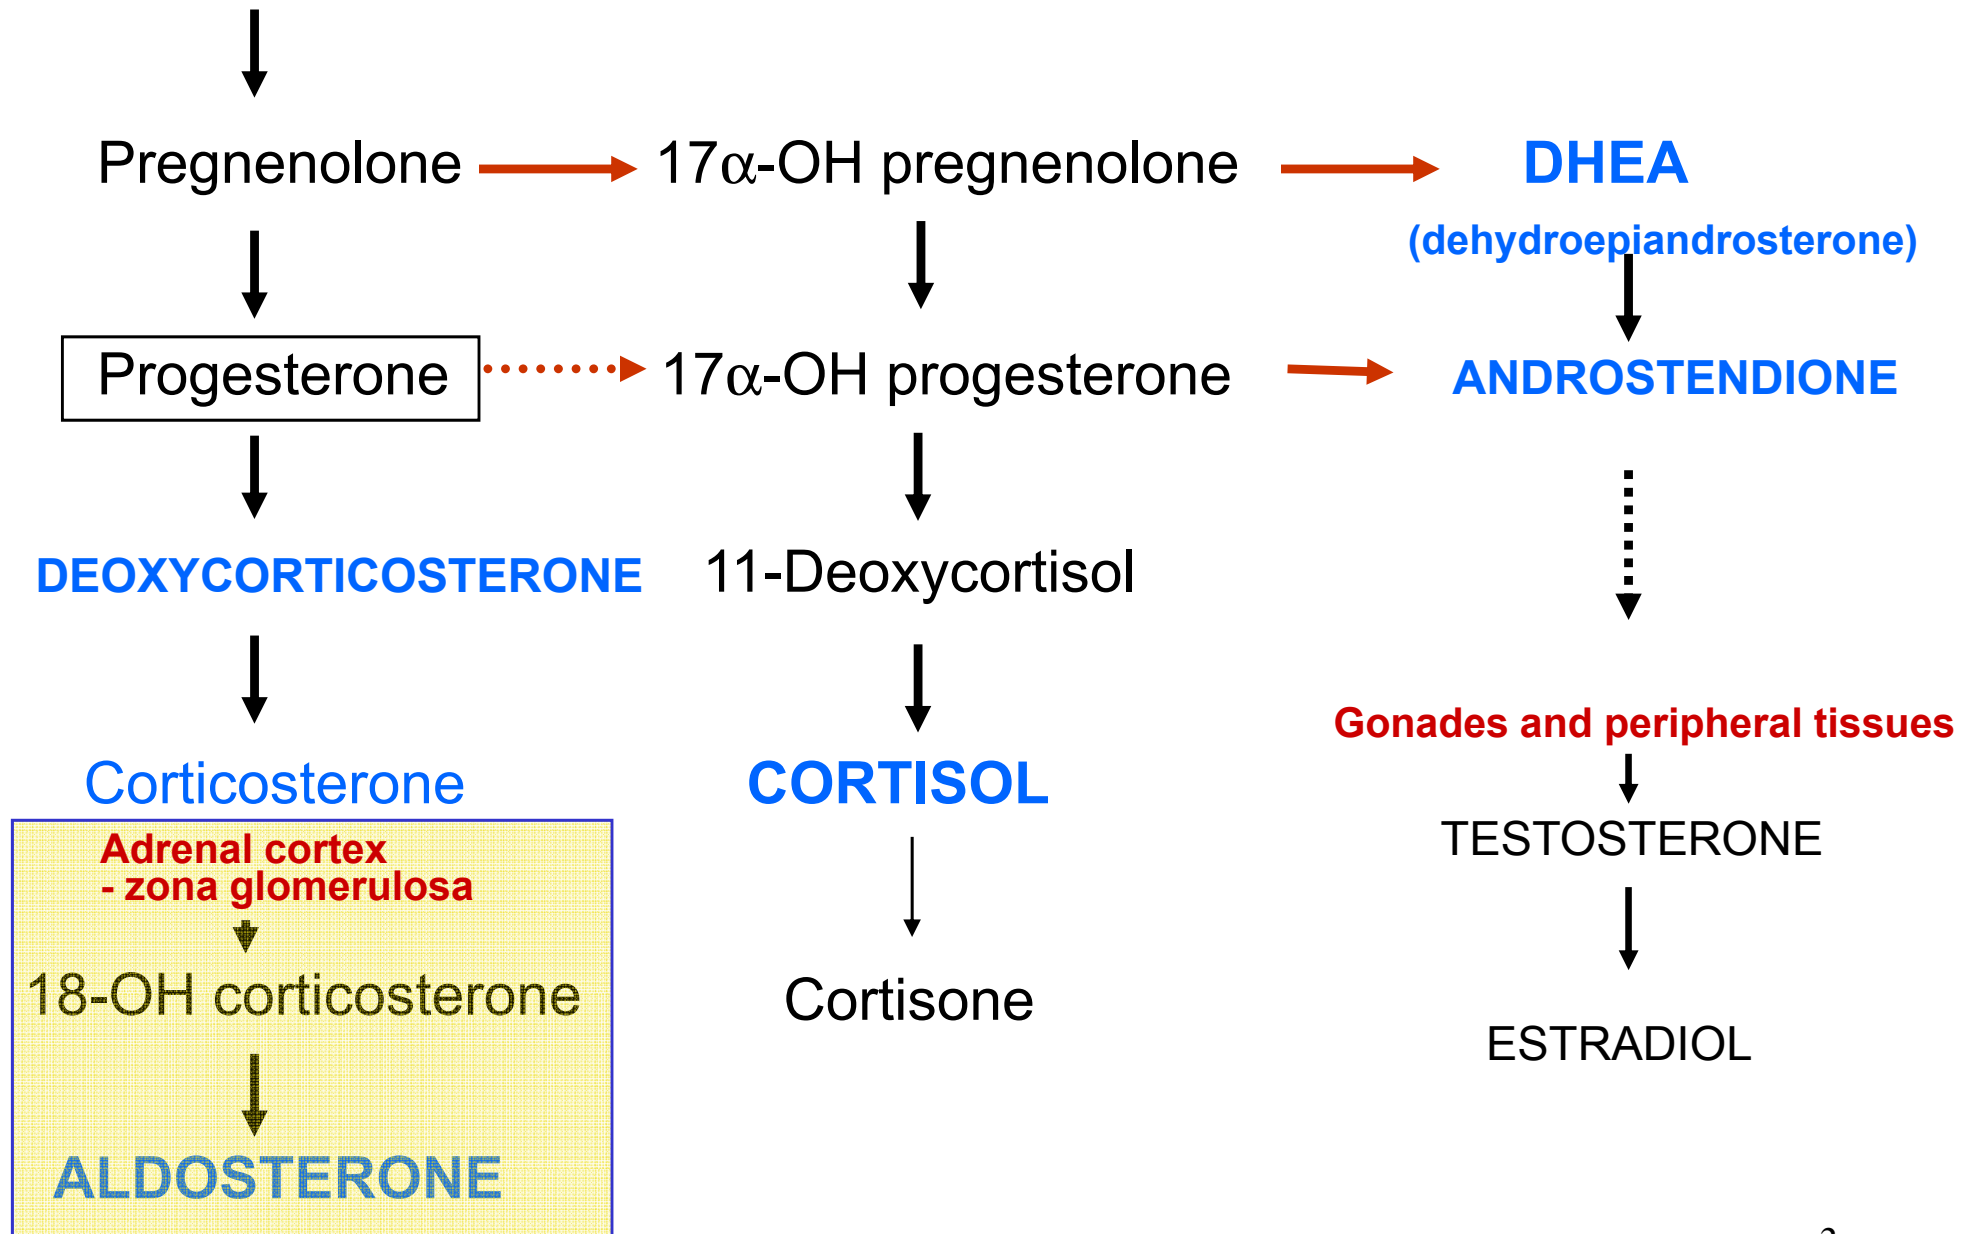 Pregnenolone
17α-OH pregnenolone
DHEA
(dehydroepiandrosterone)
Progesterone
17α-OH progesterone
ANDROSTENDIONE
DEOXYCORTICOSTERONE
11-Deoxycortisol
Gonades and peripheral tissues
Corticosterone
CORTISOL
TESTOSTERONE
Adrenal cortex
- zona glomerulosa
18-OH corticosterone
Cortisone
ESTRADIOL
ALDOSTERONE